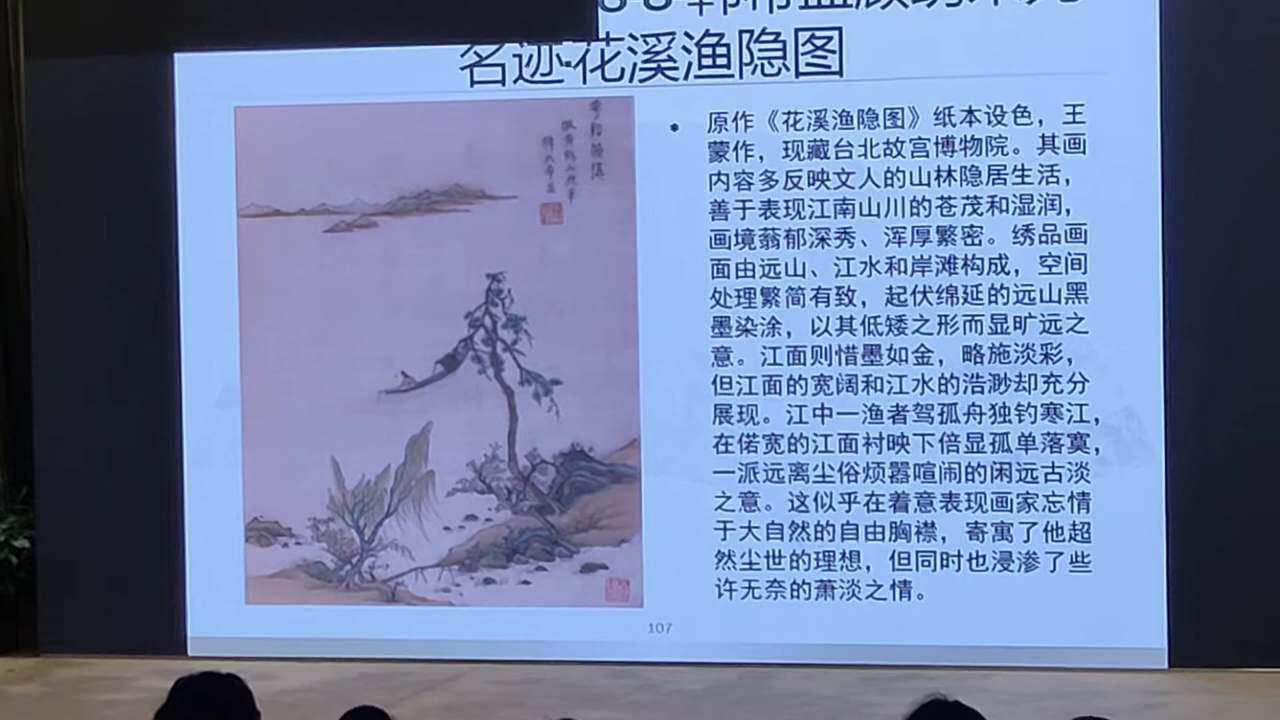 名迹·花溪渔隐图
原作《花溪渔隐图》纸本设色，王
蒙作，现藏台北故宫博物院。其画
内容多反映文人的山林隐居生活，
善于表现江南山川的苍茂和湿润，
画境蓊郁深秀、浑厚繁密。绣品画
面由远山、江水和岸滩构成，空间
处理繁简有致，起伏绵延的远山黑
墨染涂，以其低矮之形而显旷远之
意。江面则惜墨如金，略施淡彩，
但江面的宽阔和江水的浩渺却充分
展现。江中一渔者驾孤舟独钓寒江，
在偌宽的江面衬映下倍显孤单落寞，
一派远离尘俗烦嚣喧闹的闲远古淡
之意。这似乎在着意表现画家忘情
于大自然的自由胸襟，寄寓了他超
然尘世的理想，但同时也浸渗了些
许无奈的萧淡之情。
107